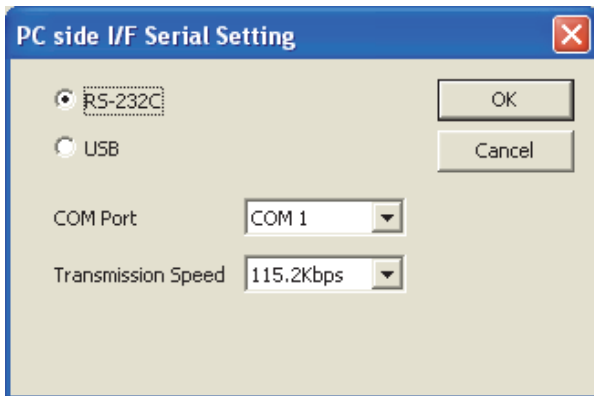 PC side I/F Serial Setting
RS-232C
OK
USB
Cancel
COM Port
COM 1
Transmission Speed
115.2Kbps